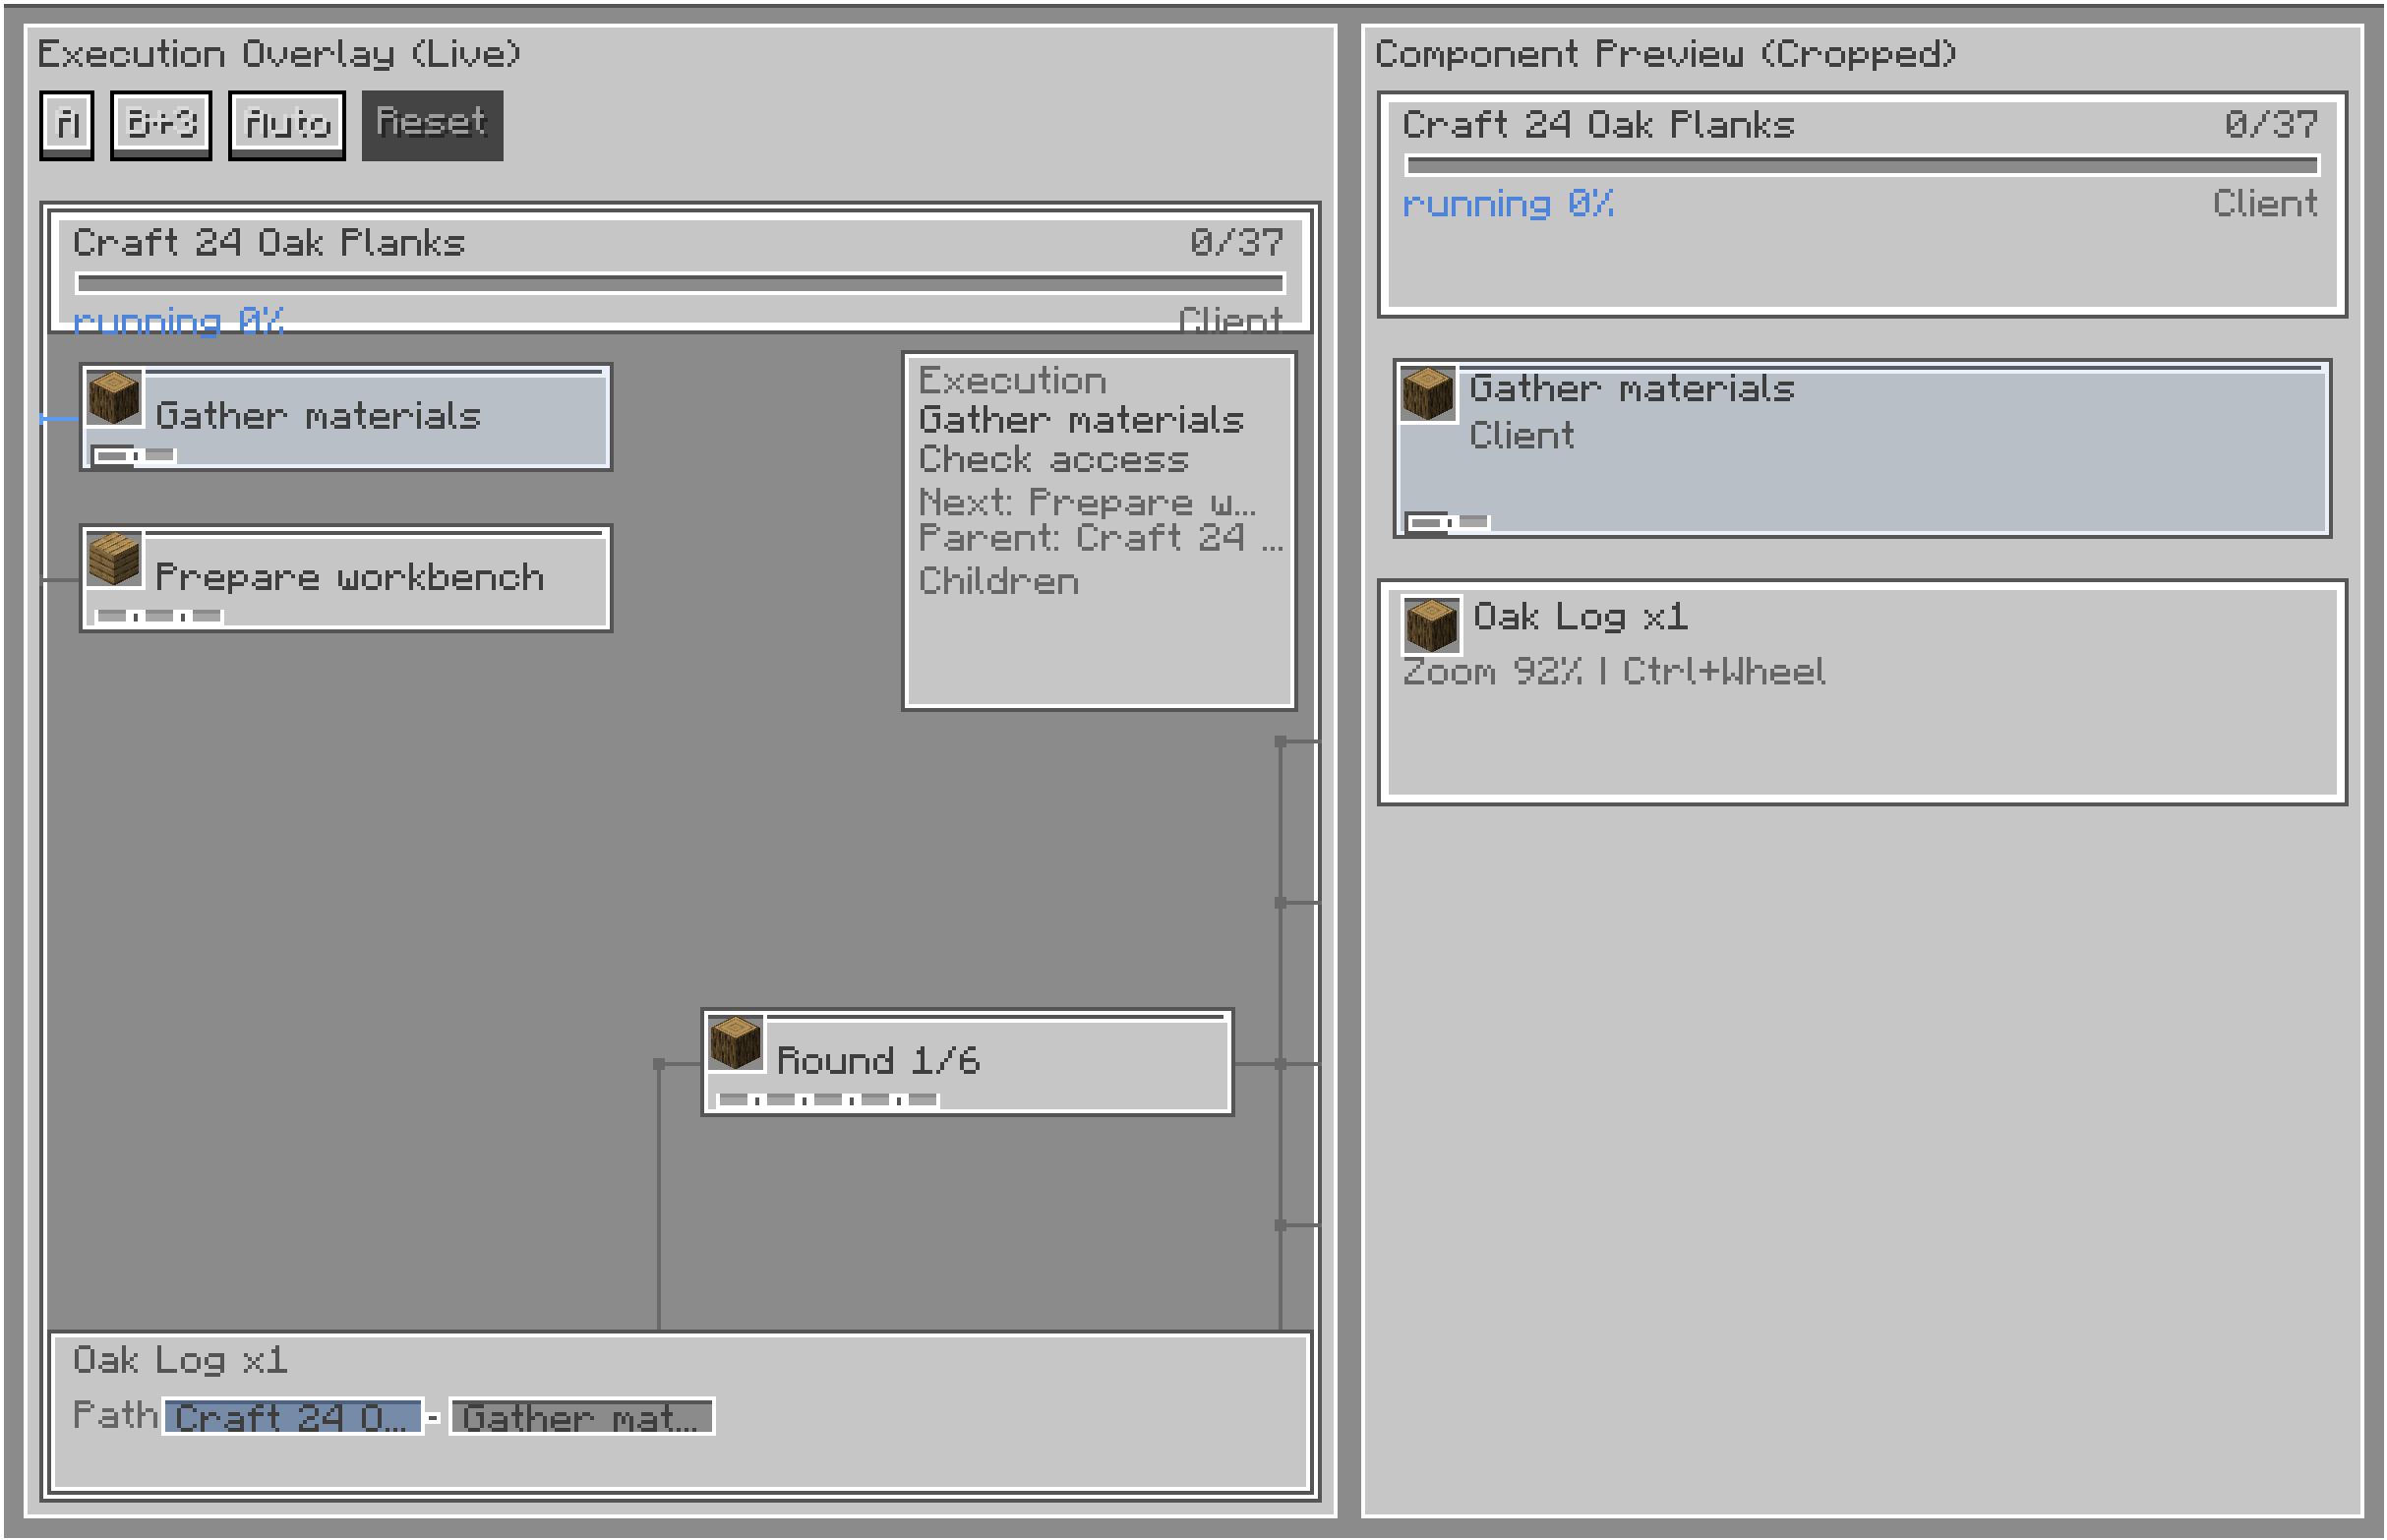 Execution Overlay (Live)
A B+3 Auto Reset
Craft 24 Oak Planks 0/37
running 0% Client
Gather materials
Prepare workbench
Execution
Gather materials
Check access
Next: Prepare w...
Parent: Craft 24 ...
Children
Round 1/6
Oak Log x1
Path Craft 24 O... - Gather mat...
Component Preview (Cropped)
Craft 24 Oak Planks 0/37
running 0% Client
Gather materials
Client
Oak Log x1
Zoom 92% | Ctrl+Wheel